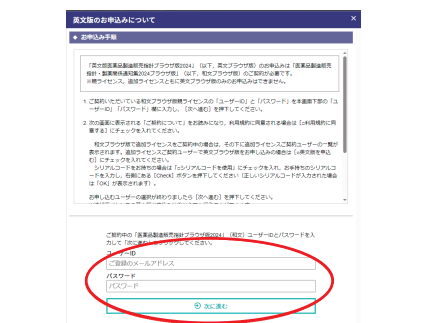 英文版のお申込みについて
×
◆ お申込み手順
「英文版医薬品製造販売指針ブラウザ版2024」（以下、英文ブラウザ版）のお申込みは「医薬品製造販売
指針・製薬関係通知集2024ブラウザ版」（以下、和文ブラウザ版）のご契約が必要です。
※親ライセンス、追加ライセンスともに英文ブラウザ版のみのお申込みはできません。
1. ご契約いただいている和文ブラウザ版親ライセンスの「ユーザーID」と「パスワード」を本画面下部の「ユ
ーザーID」「パスワード」欄に入力し、［次へ進む］を押下してください。
2. 次の画面に表示される「ご契約について」をお読みになり、利用規約に同意される場合は［□利用規約に同
意する］にチェックを入れてください。
和文ブラウザ版で追加ライセンスをご契約中の場合は、その下に追加ライセンスご契約ユーザーの一覧が
表示されます。追加ライセンスご契約ユーザーで英文ブラウザ版をお申し込みの場合は［□英文版を申込
む］にチェックを入れてください。
シリアルコードをお持ちの場合は［□シリアルコードを使用］にチェックを入れ、お手持ちのシリアルコ
ードを入力し、右側にある［Check］ボタンを押下してください（正しいシリアルコードが入力された場合
は「OK」が表示されます）。
お申し込むユーザーの選択が終わりましたら［次へ進む］を押下してください。
ご契約中の「医薬品製造販売指針ブラウザ版2024」（和文）ユーザーIDとパスワードを入
力して「次に進む」をクリックしてください。
ユーザーID
ご登録のメールアドレス
パスワード
パスワード
次に進む